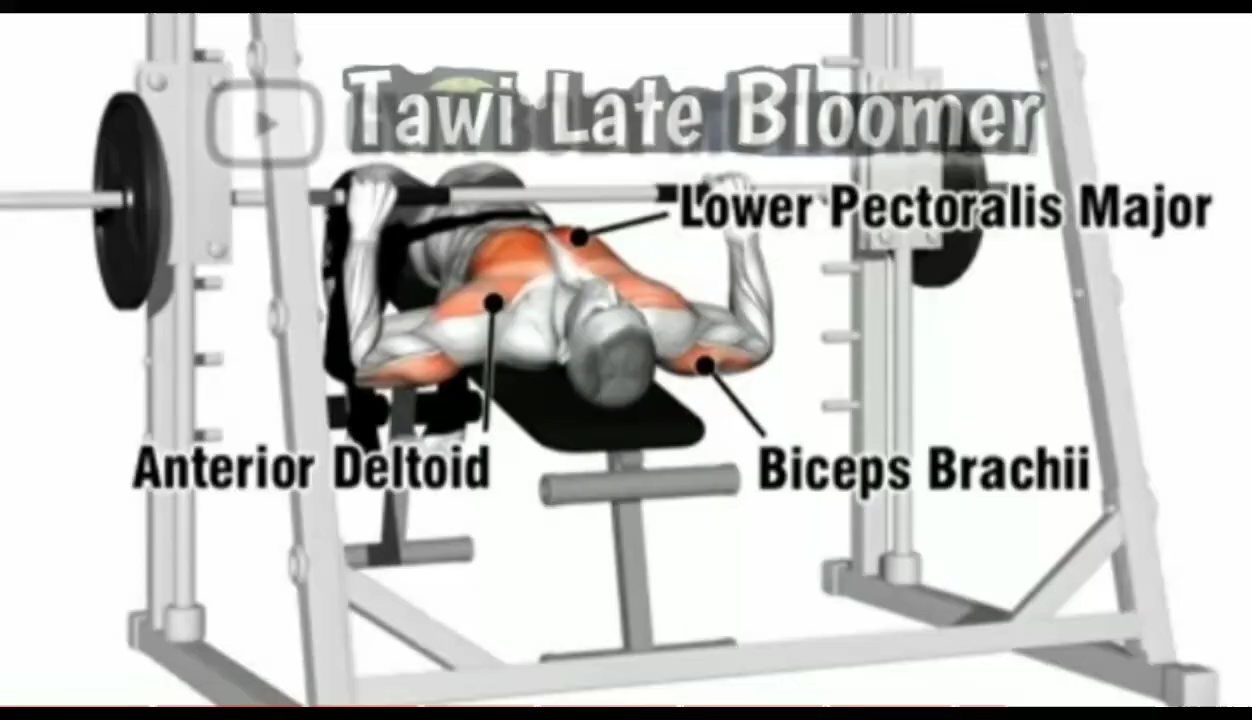 Tawi Late Bloomer
Lower Pectoralis Major
Anterior Deltoid
Biceps Brachii